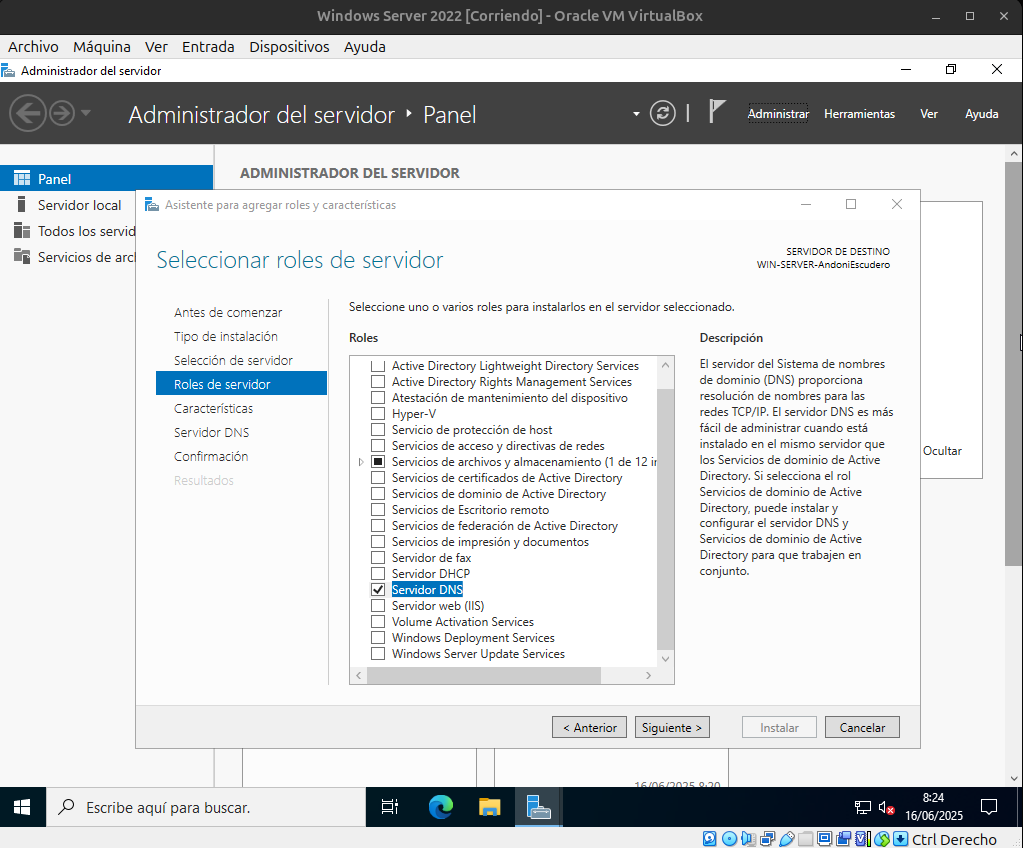 Windows Server 2022 [Corriendo] - Oracle VM VirtualBox
Archivo Máquina Ver Entrada Dispositivos Ayuda
Administrador del servidor
Administrador del servidor Panel
Administrar Herramientas Ver Ayuda
Panel
Servidor local
Todos los servid
Servicios de arch
ADMINISTRADOR DEL SERVIDOR
Asistente para agregar roles y características
Seleccionar roles de servidor
SERVIDOR DE DESTINO
WIN-SERVER-AndoniEscudero
Antes de comenzar
Tipo de instalación
Selección de servidor
Roles de servidor
Características
Servidor DNS
Confirmación
Resultados
Seleccione uno o varios roles para instalarlos en el servidor seleccionado.
Roles
Active Directory Lightweight Directory Services
Active Directory Rights Management Services
Atestación de mantenimiento del dispositivo
Hyper-V
Servicio de protección de host
Servicios de acceso y directivas de redes
Servicios de archivos y almacenamiento (1 de 12 in
Servicios de certificados de Active Directory
Servicios de dominio de Active Directory
Servicios de Escritorio remoto
Servicios de federación de Active Directory
Servicios de impresión y documentos
Servidor de fax
Servidor DHCP
Servidor DNS
Servidor web (IIS)
Volume Activation Services
Windows Deployment Services
Windows Server Update Services
Descripción
El servidor del Sistema de nombres
de dominio (DNS) proporciona
resolución de nombres para las
redes TCP/IP. El servidor DNS es más
fácil de administrar cuando está
instalado en el mismo servidor que
los Servicios de dominio de Active
Directory. Si selecciona el rol
Servicios de dominio de Active
Directory, puede instalar y
configurar el servidor DNS y
Servicios de dominio de Active
Directory para que trabajen en
conjunto.
Ocultar
< Anterior Siguiente > Instalar Cancelar
16/06/2025 8:20
Escribe aquí para buscar.
8:24
16/06/2025
Ctrl Derecho